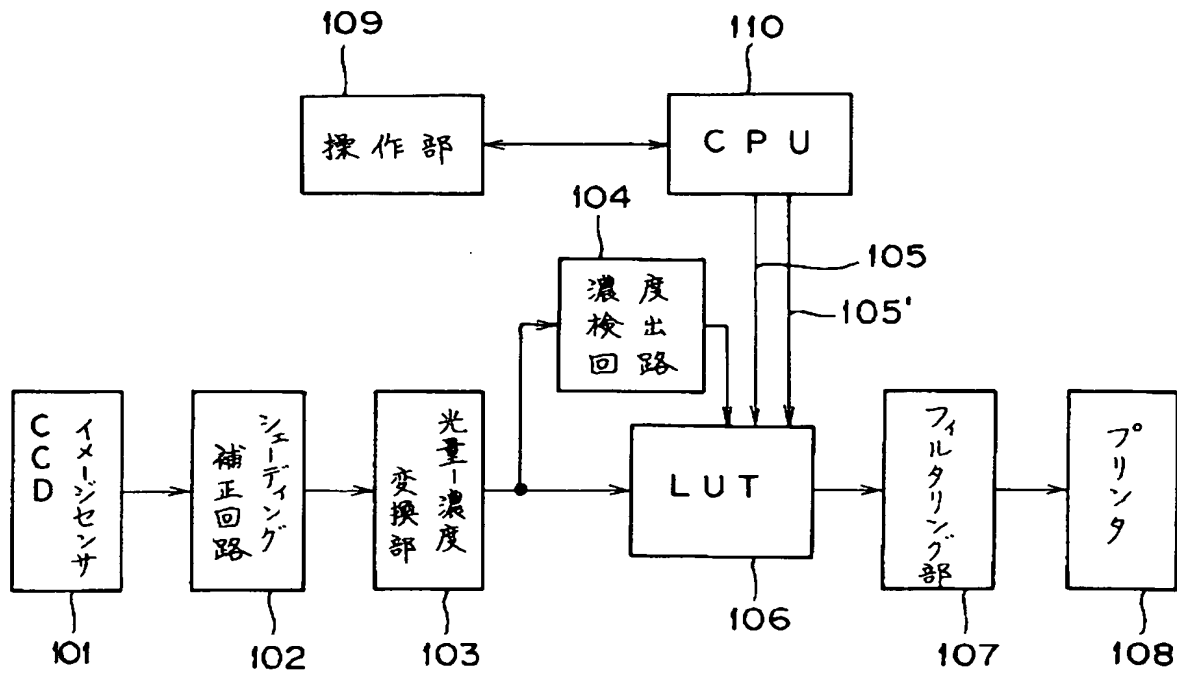 109
110
操作部
CPU
104
濃度
検出
回路
105
105'
CCD
イメージセンサ
シェーディング
補正回路
光量-濃度
変換部
LUT
フィルタリング部
プリンタ
101
102
103
106
107
108